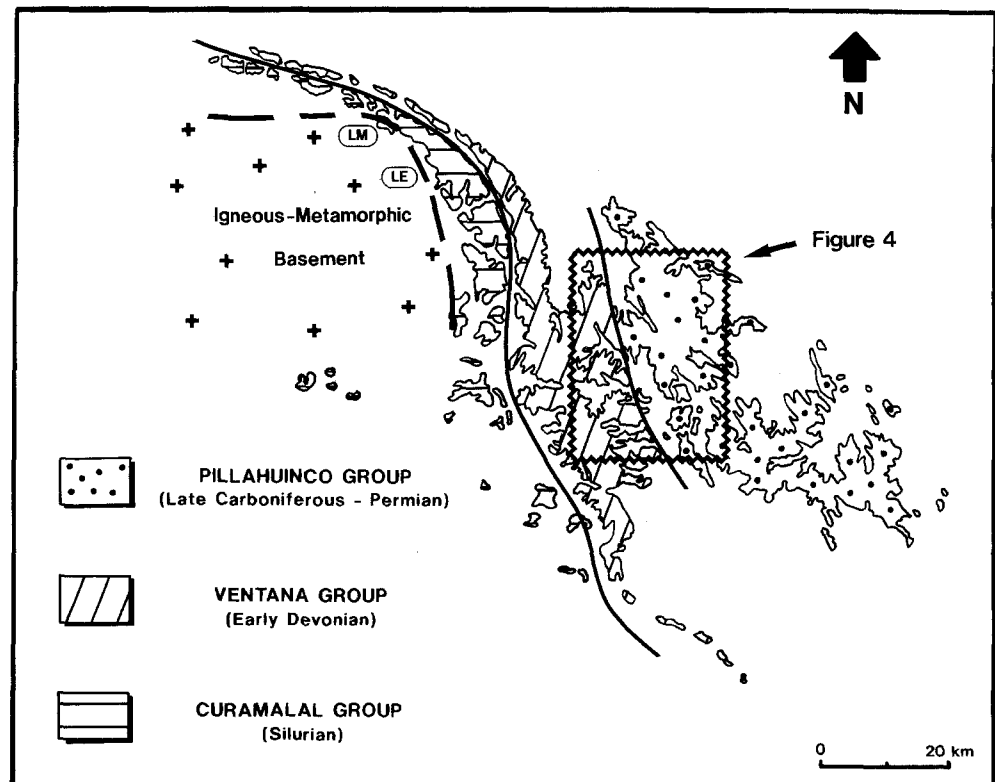 N
LM
LE
Igneous-Metamorphic
Basement
Figure 4
PILLAHUINCO GROUP
(Late Carboniferous - Permian)
VENTANA GROUP
(Early Devonian)
CURAMALAL GROUP
(Silurian)
0 20 km